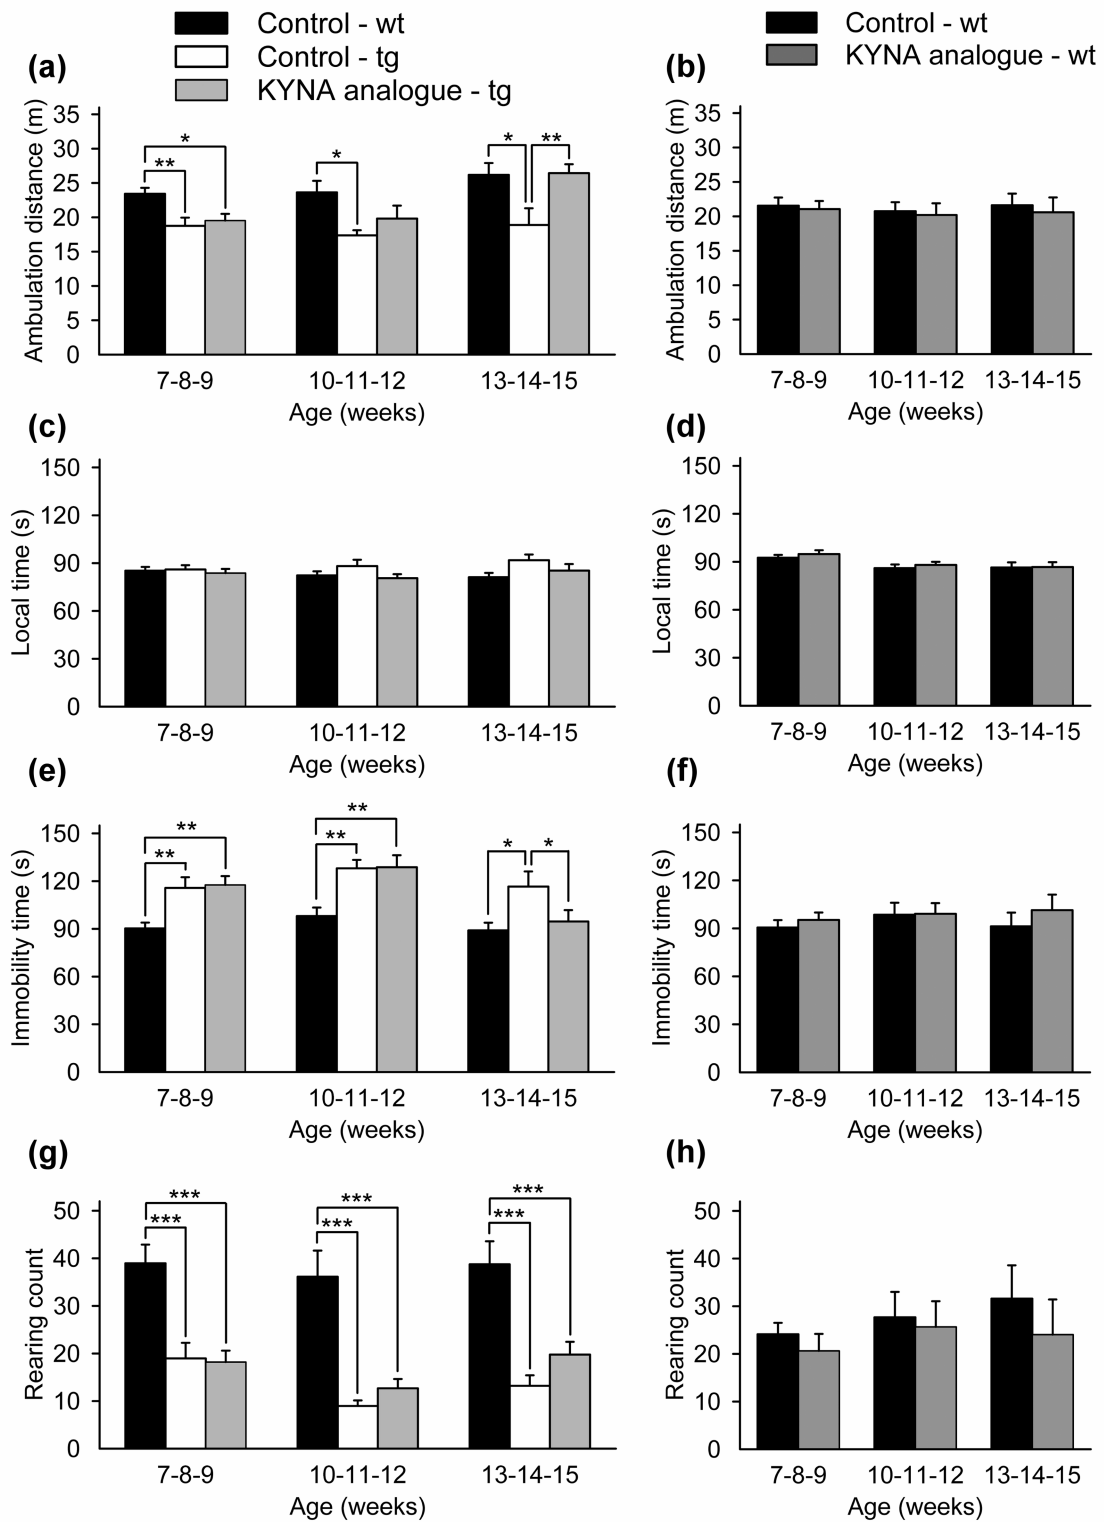 (a)
Control - wt
Control - tg
KYNA analogue - tg
Ambulation distance (m)
35
30
25
20
15
10
5
0
*
**
*
*
**
7-8-9 10-11-12 13-14-15
Age (weeks)
(b)
Control - wt
KYNA analogue - wt
Ambulation distance (m)
35
30
25
20
15
10
5
0
7-8-9 10-11-12 13-14-15
Age (weeks)
(c)
Local time (s)
150
120
90
60
30
0
7-8-9 10-11-12 13-14-15
Age (weeks)
(d)
Local time (s)
150
120
90
60
30
0
7-8-9 10-11-12 13-14-15
Age (weeks)
(e)
Immobility time (s)
150
120
90
60
30
0
**
**
**
**
*
*
7-8-9 10-11-12 13-14-15
Age (weeks)
(f)
Immobility time (s)
150
120
90
60
30
0
7-8-9 10-11-12 13-14-15
Age (weeks)
(g)
Rearing count
50
40
30
20
10
0
***
***
***
***
***
***
7-8-9 10-11-12 13-14-15
Age (weeks)
(h)
Rearing count
50
40
30
20
10
0
7-8-9 10-11-12 13-14-15
Age (weeks)